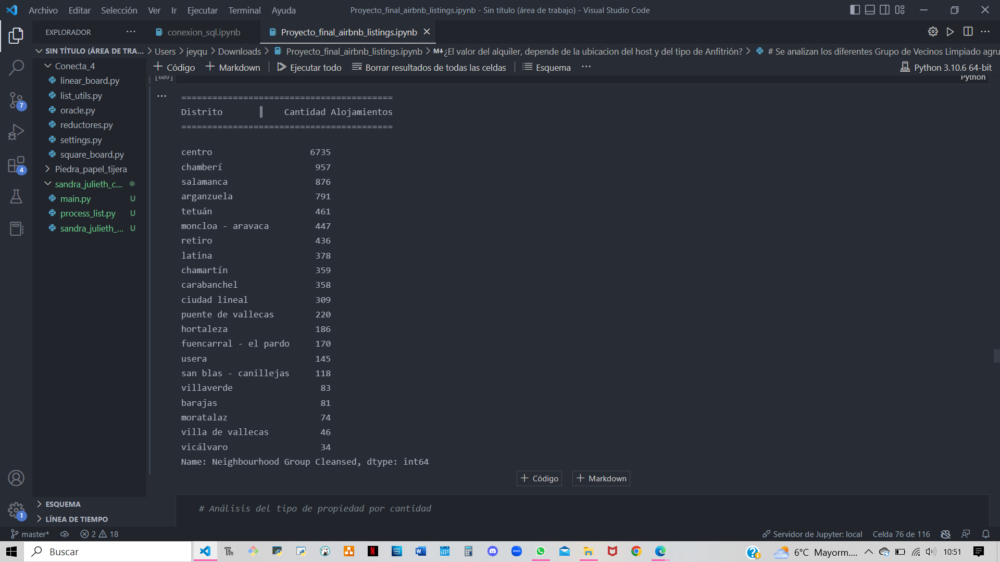 Archivo Editar Selección Ver Ir Ejecutar Terminal Ayuda
Proyecto_final_airbnb_listings.ipynb - Sin título (área de trabajo) - Visual Studio Code
EXPLORADOR ...
conexion_sql.ipynb
Proyecto_final_airbnb_listings.ipynb
SIN TÍTULO (ÁREA DE TRA...
Users > jeyqu > Downloads > Proyecto_final_airbnb_listings.ipynb > M↓¿El valor del alquiler, depende de la ubicacion del host y del tipo de Anfitrión? > # Se analizan los diferentes Grupo de Vecinos Limpiado agru
+ Código + Markdown Ejecutar todo Borrar resultados de todas las celdas Esquema ...
Python 3.10.6 64-bit
Conecta_4
linear_board.py
list_utils.py
oracle.py
reductores.py
settings.py
square_board.py
Piedra_papel_tijera
sandra_julieth_c...
main.py U
process_list.py U
sandra_julieth_... U
7
4
1
ESQUEMA
LÍNEA DE TIEMPO
[609]
Python
...
=========================================
Distrito ║ Cantidad Alojamientos
=========================================
centro 6735
chamberí 957
salamanca 876
arganzuela 791
tetuán 461
moncloa - aravaca 447
retiro 436
latina 378
chamartín 359
carabanchel 358
ciudad lineal 309
puente de vallecas 220
hortaleza 186
fuencarral - el pardo 170
usera 145
san blas - canillejas 118
villaverde 83
barajas 81
moratalaz 74
villa de vallecas 46
vicálvaro 34
Name: Neighbourhood Group Cleansed, dtype: int64
+ Código + Markdown
# Análisis del tipo de propiedad por cantidad
master* 2 18
Servidor de Jupyter: local Celda 76 de 116
Buscar
6°C Mayorm.... 10:51